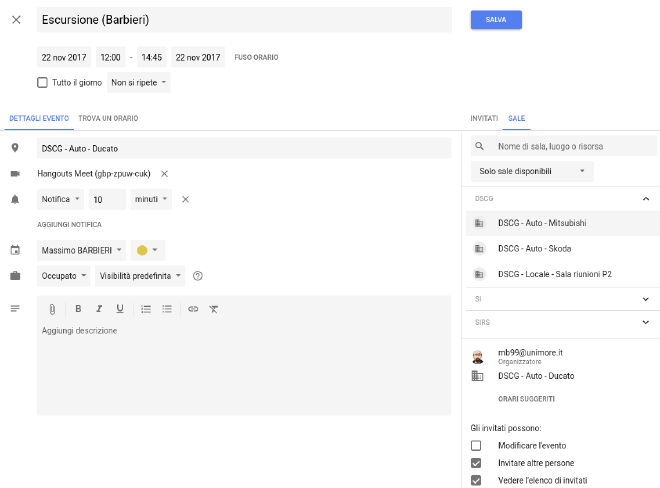 Escursione (Barbieri)
SALVA
22 nov 2017 12:00 - 14:45 22 nov 2017 FUSO ORARIO
Tutto il giorno Non si ripete
DETTAGLI EVENTO TROVA UN ORARIO
DSCG - Auto - Ducato
Hangouts Meet (gbp-zpuw-cuk)
Notifica 10 minuti
AGGIUNGI NOTIFICA
Massimo BARBIERI
Occupato Visibilità predefinita
B I U
Aggiungi descrizione
INVITATI SALE
Nome di sala, luogo o risorsa
Solo sale disponibili
DSCG
DSCG - Auto - Mitsubishi
DSCG - Auto - Skoda
DSCG - Locale - Sala riunioni P2
SI
SIRS
mb99@unimore.it
Organizzatore
DSCG - Auto - Ducato
ORARI SUGGERITI
Gli invitati possono:
Modificare l'evento
Invitare altre persone
Vedere l'elenco di invitati